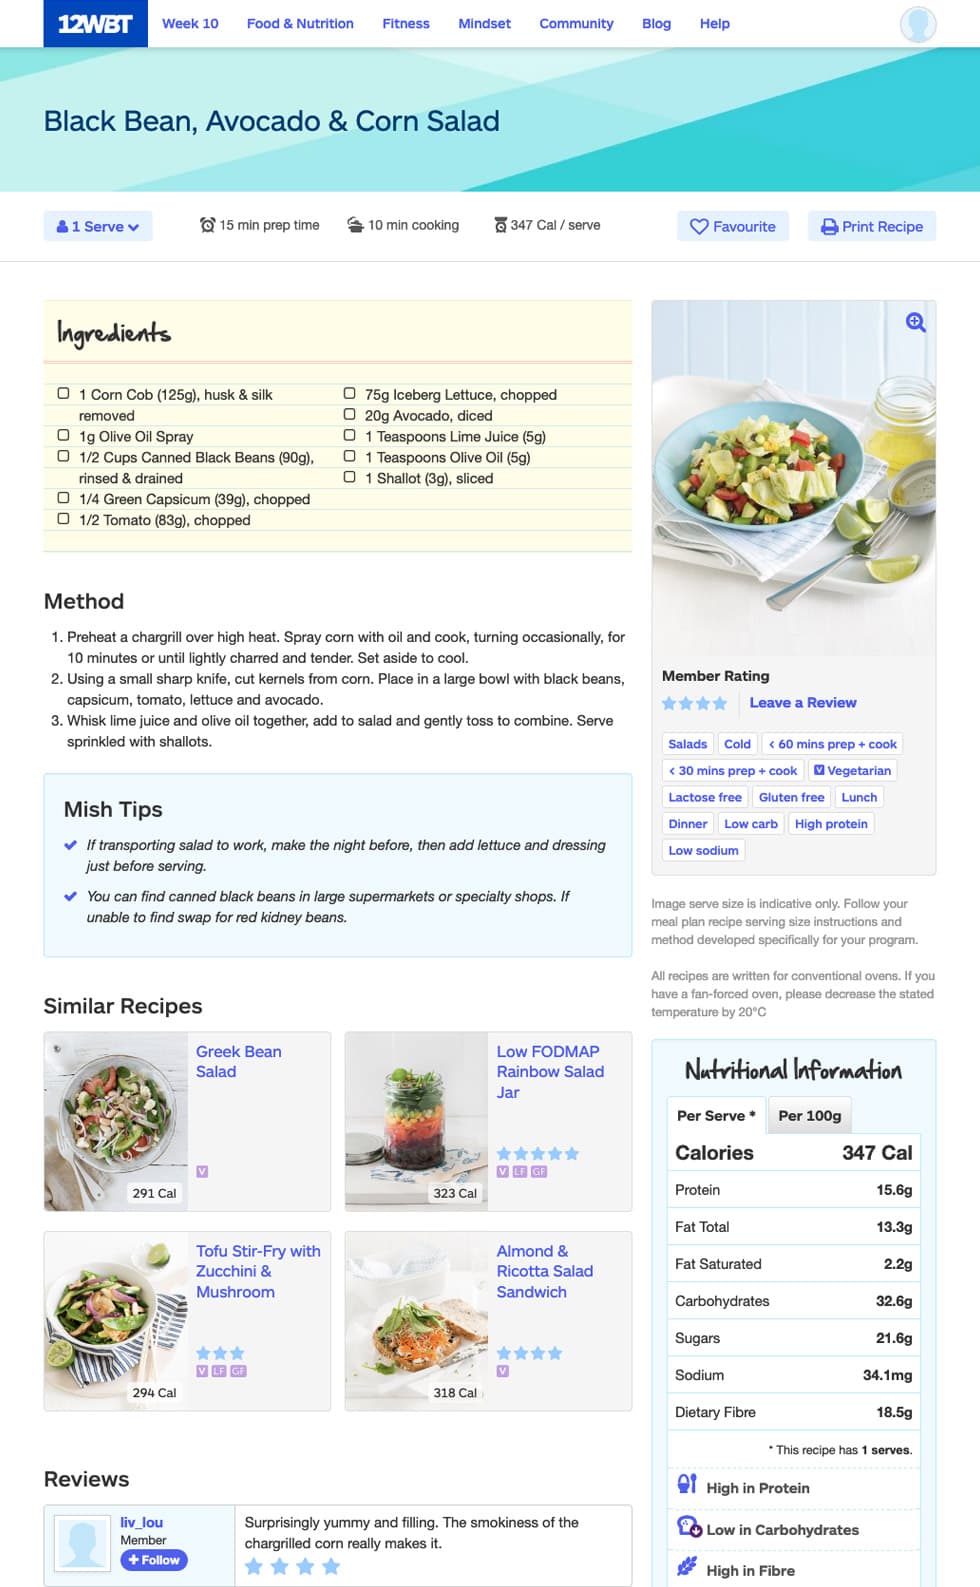 12WBT
Week 10 Food & Nutrition Fitness Mindset Community Blog Help
Black Bean, Avocado & Corn Salad
1 Serve
15 min prep time
10 min cooking
347 Cal / serve
Favourite
Print Recipe
Ingredients
1 Corn Cob (125g), husk & silk
removed
1g Olive Oil Spray
1/2 Cups Canned Black Beans (90g),
rinsed & drained
1/4 Green Capsicum (39g), chopped
1/2 Tomato (83g), chopped
75g Iceberg Lettuce, chopped
20g Avocado, diced
1 Teaspoons Lime Juice (5g)
1 Teaspoons Olive Oil (5g)
1 Shallot (3g), sliced
Method
1. Preheat a chargrill over high heat. Spray corn with oil and cook, turning occasionally, for
10 minutes or until lightly charred and tender. Set aside to cool.
2. Using a small sharp knife, cut kernels from corn. Place in a large bowl with black beans,
capsicum, tomato, lettuce and avocado.
3. Whisk lime juice and olive oil together, add to salad and gently toss to combine. Serve
sprinkled with shallots.
Mish Tips
If transporting salad to work, make the night before, then add lettuce and dressing
just before serving.
You can find canned black beans in large supermarkets or specialty shops. If
unable to find swap for red kidney beans.
Similar Recipes
Greek Bean
Salad
V
291 Cal
Low FODMAP
Rainbow Salad
Jar
V LF GF
323 Cal
Tofu Stir-Fry with
Zucchini &
Mushroom
V LF GF
294 Cal
Almond &
Ricotta Salad
Sandwich
V
318 Cal
Reviews
liv_lou
Member
+ Follow
Surprisingly yummy and filling. The smokiness of the
chargrilled corn really makes it.
Member Rating
Leave a Review
Salads Cold < 60 mins prep + cook
< 30 mins prep + cook V Vegetarian
Lactose free Gluten free Lunch
Dinner Low carb High protein
Low sodium
Image serve size is indicative only. Follow your
meal plan recipe serving size instructions and
method developed specifically for your program.
All recipes are written for conventional ovens. If you
have a fan-forced oven, please decrease the stated
temperature by 20°C
Nutritional Information
Per Serve * Per 100g
Calories 347 Cal
Protein 15.6g
Fat Total 13.3g
Fat Saturated 2.2g
Carbohydrates 32.6g
Sugars 21.6g
Sodium 34.1mg
Dietary Fibre 18.5g
* This recipe has 1 serves.
High in Protein
Low in Carbohydrates
High in Fibre